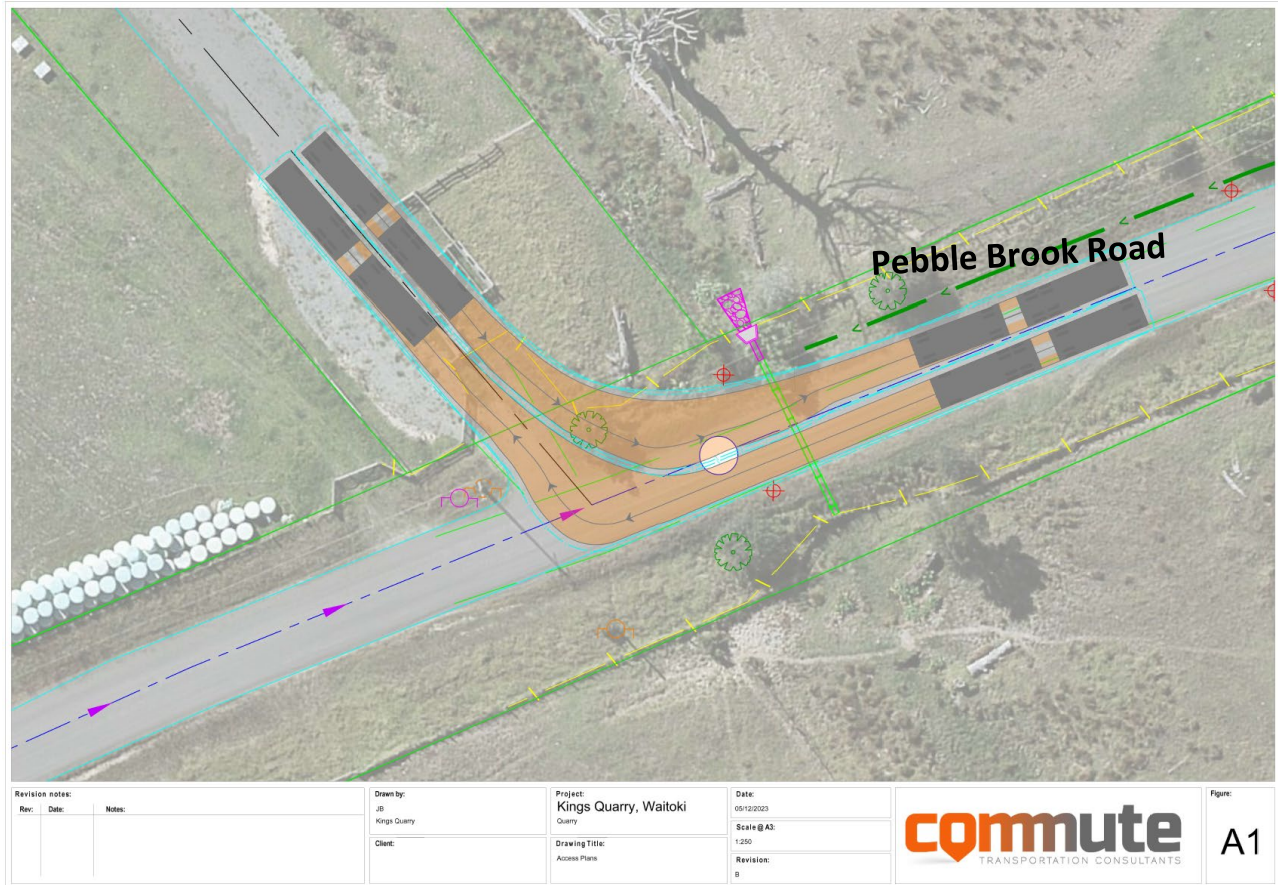 Pebble Brook Road
Revision notes:
Rev: Date: Notes:
Drawn by:
JB
Kings Quarry
Client:
Project:
Kings Quarry, Waitoki
Quarry
Drawing Title:
Access Plans
Date:
05/12/2023
Scale @ A3:
1:250
Revision:
B
commute
TRANSPORTATION CONSULTANTS
Figure:
A1